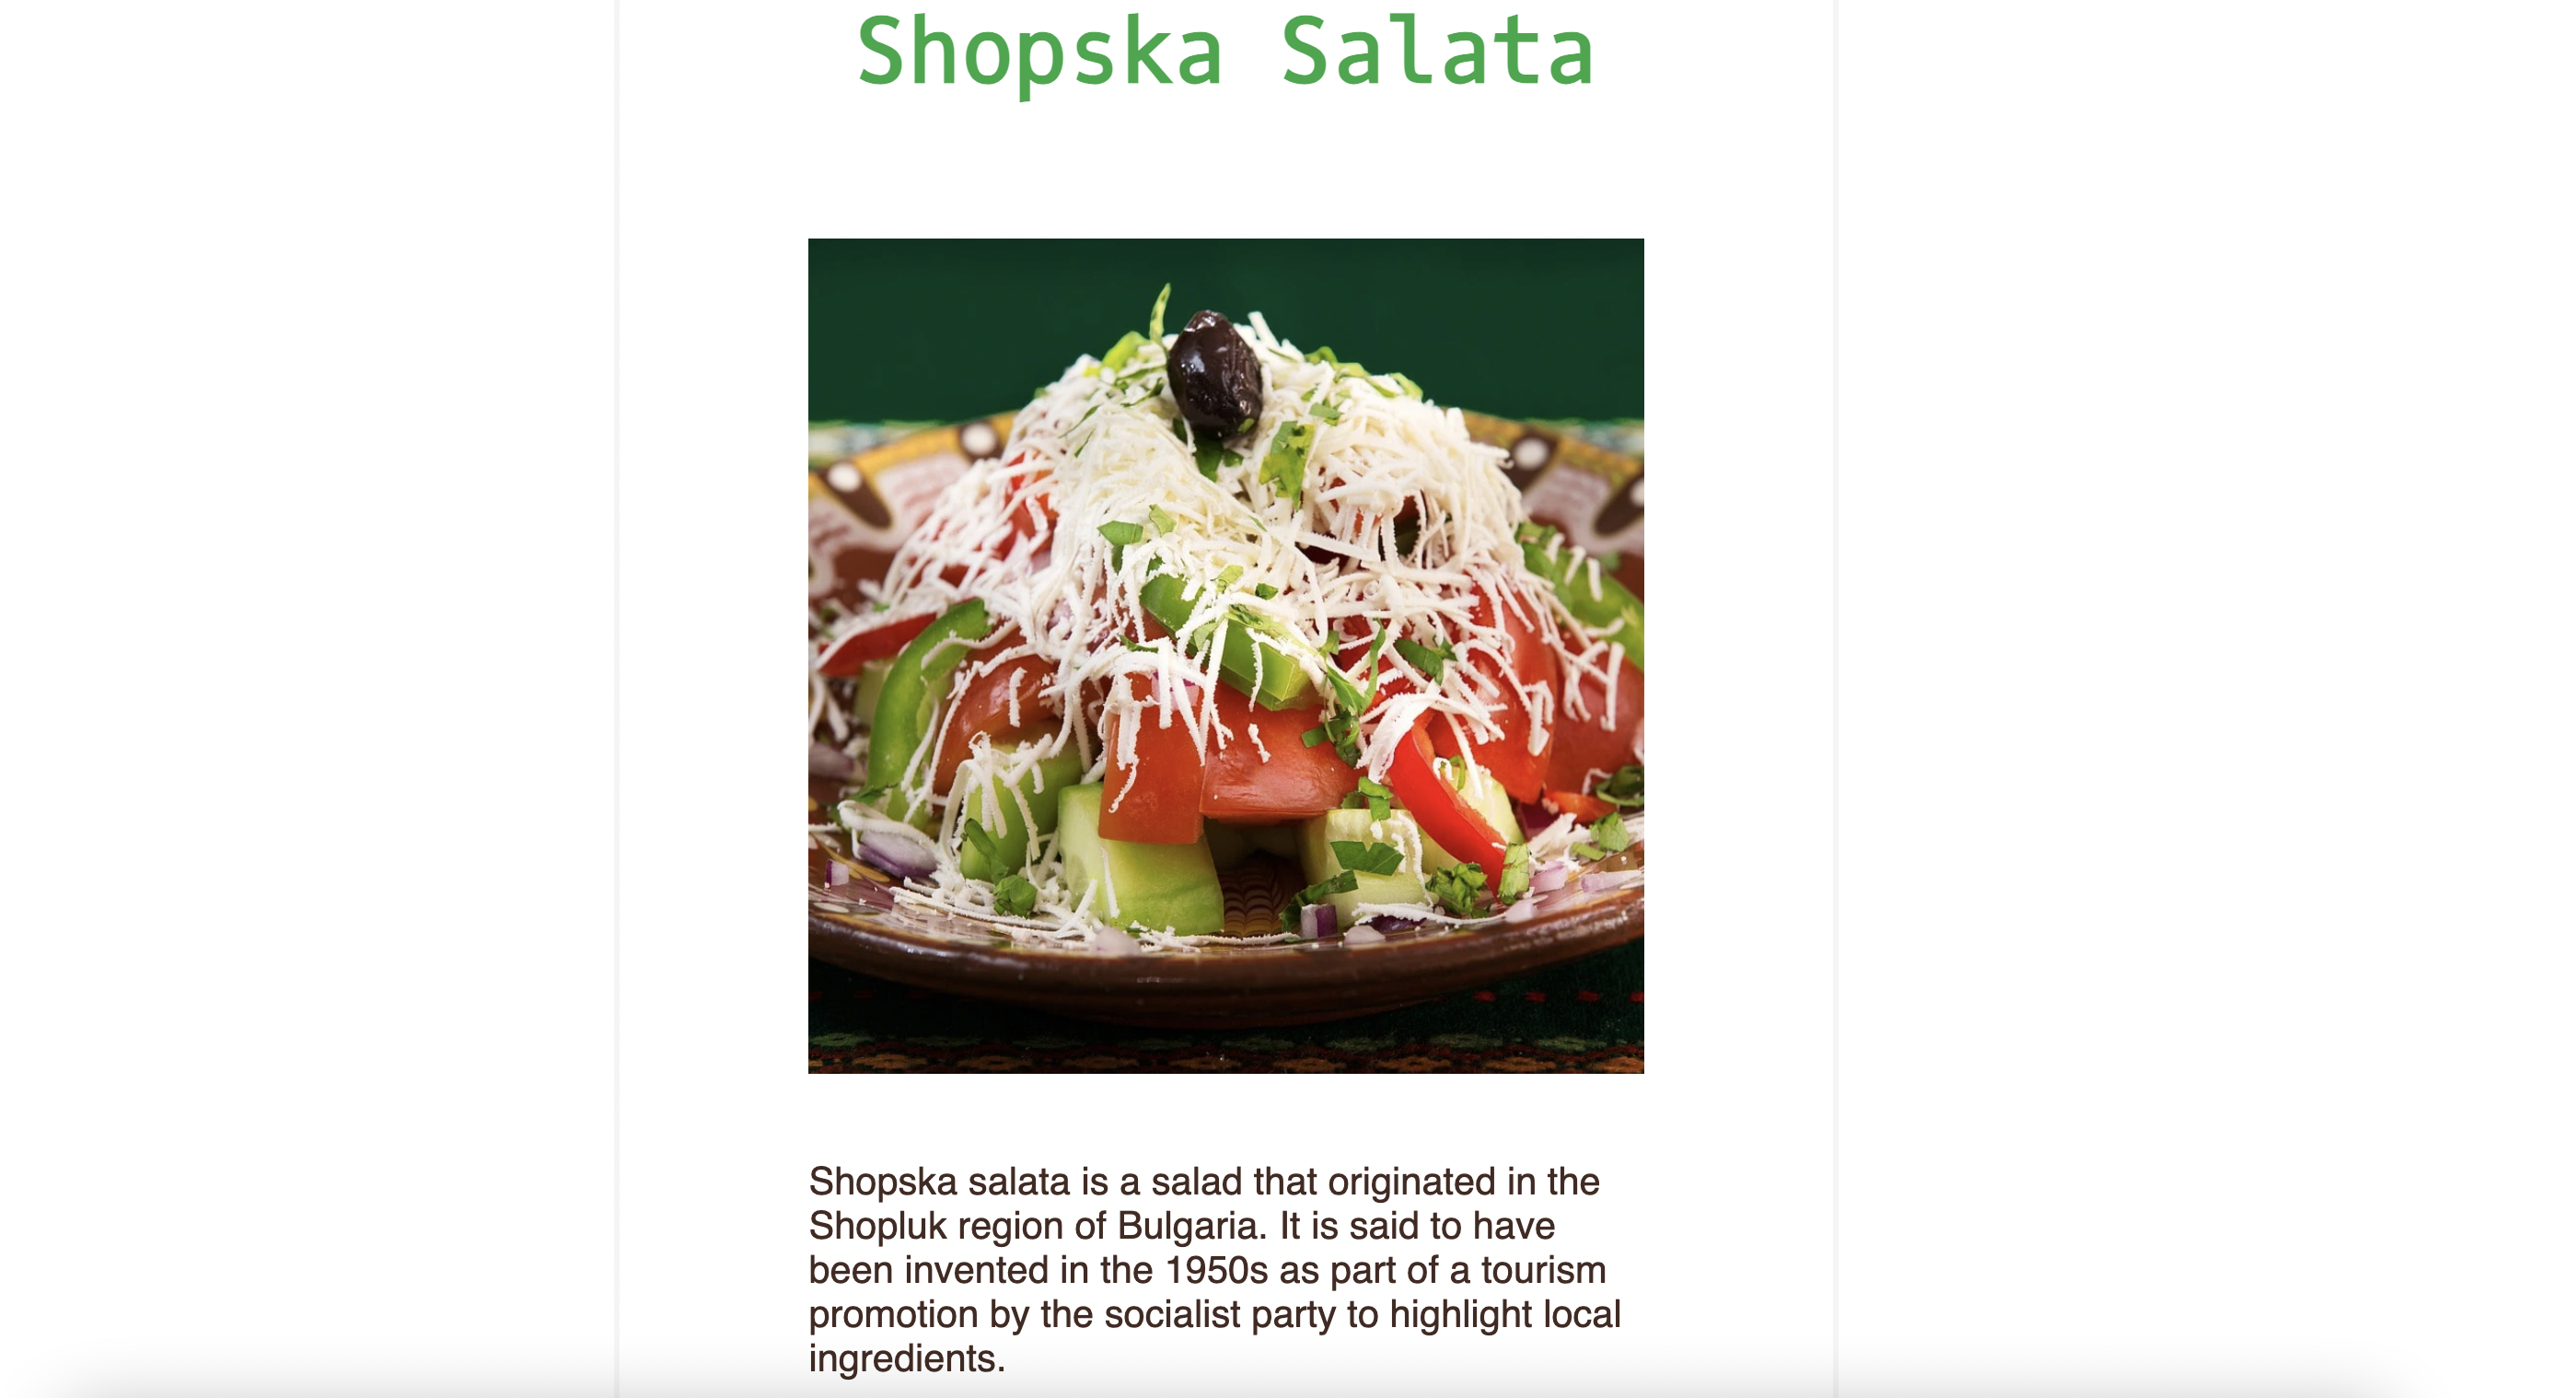 Shopska Salata
Shopska salata is a salad that originated in the
Shopluk region of Bulgaria. It is said to have
been invented in the 1950s as part of a tourism
promotion by the socialist party to highlight local
ingredients.